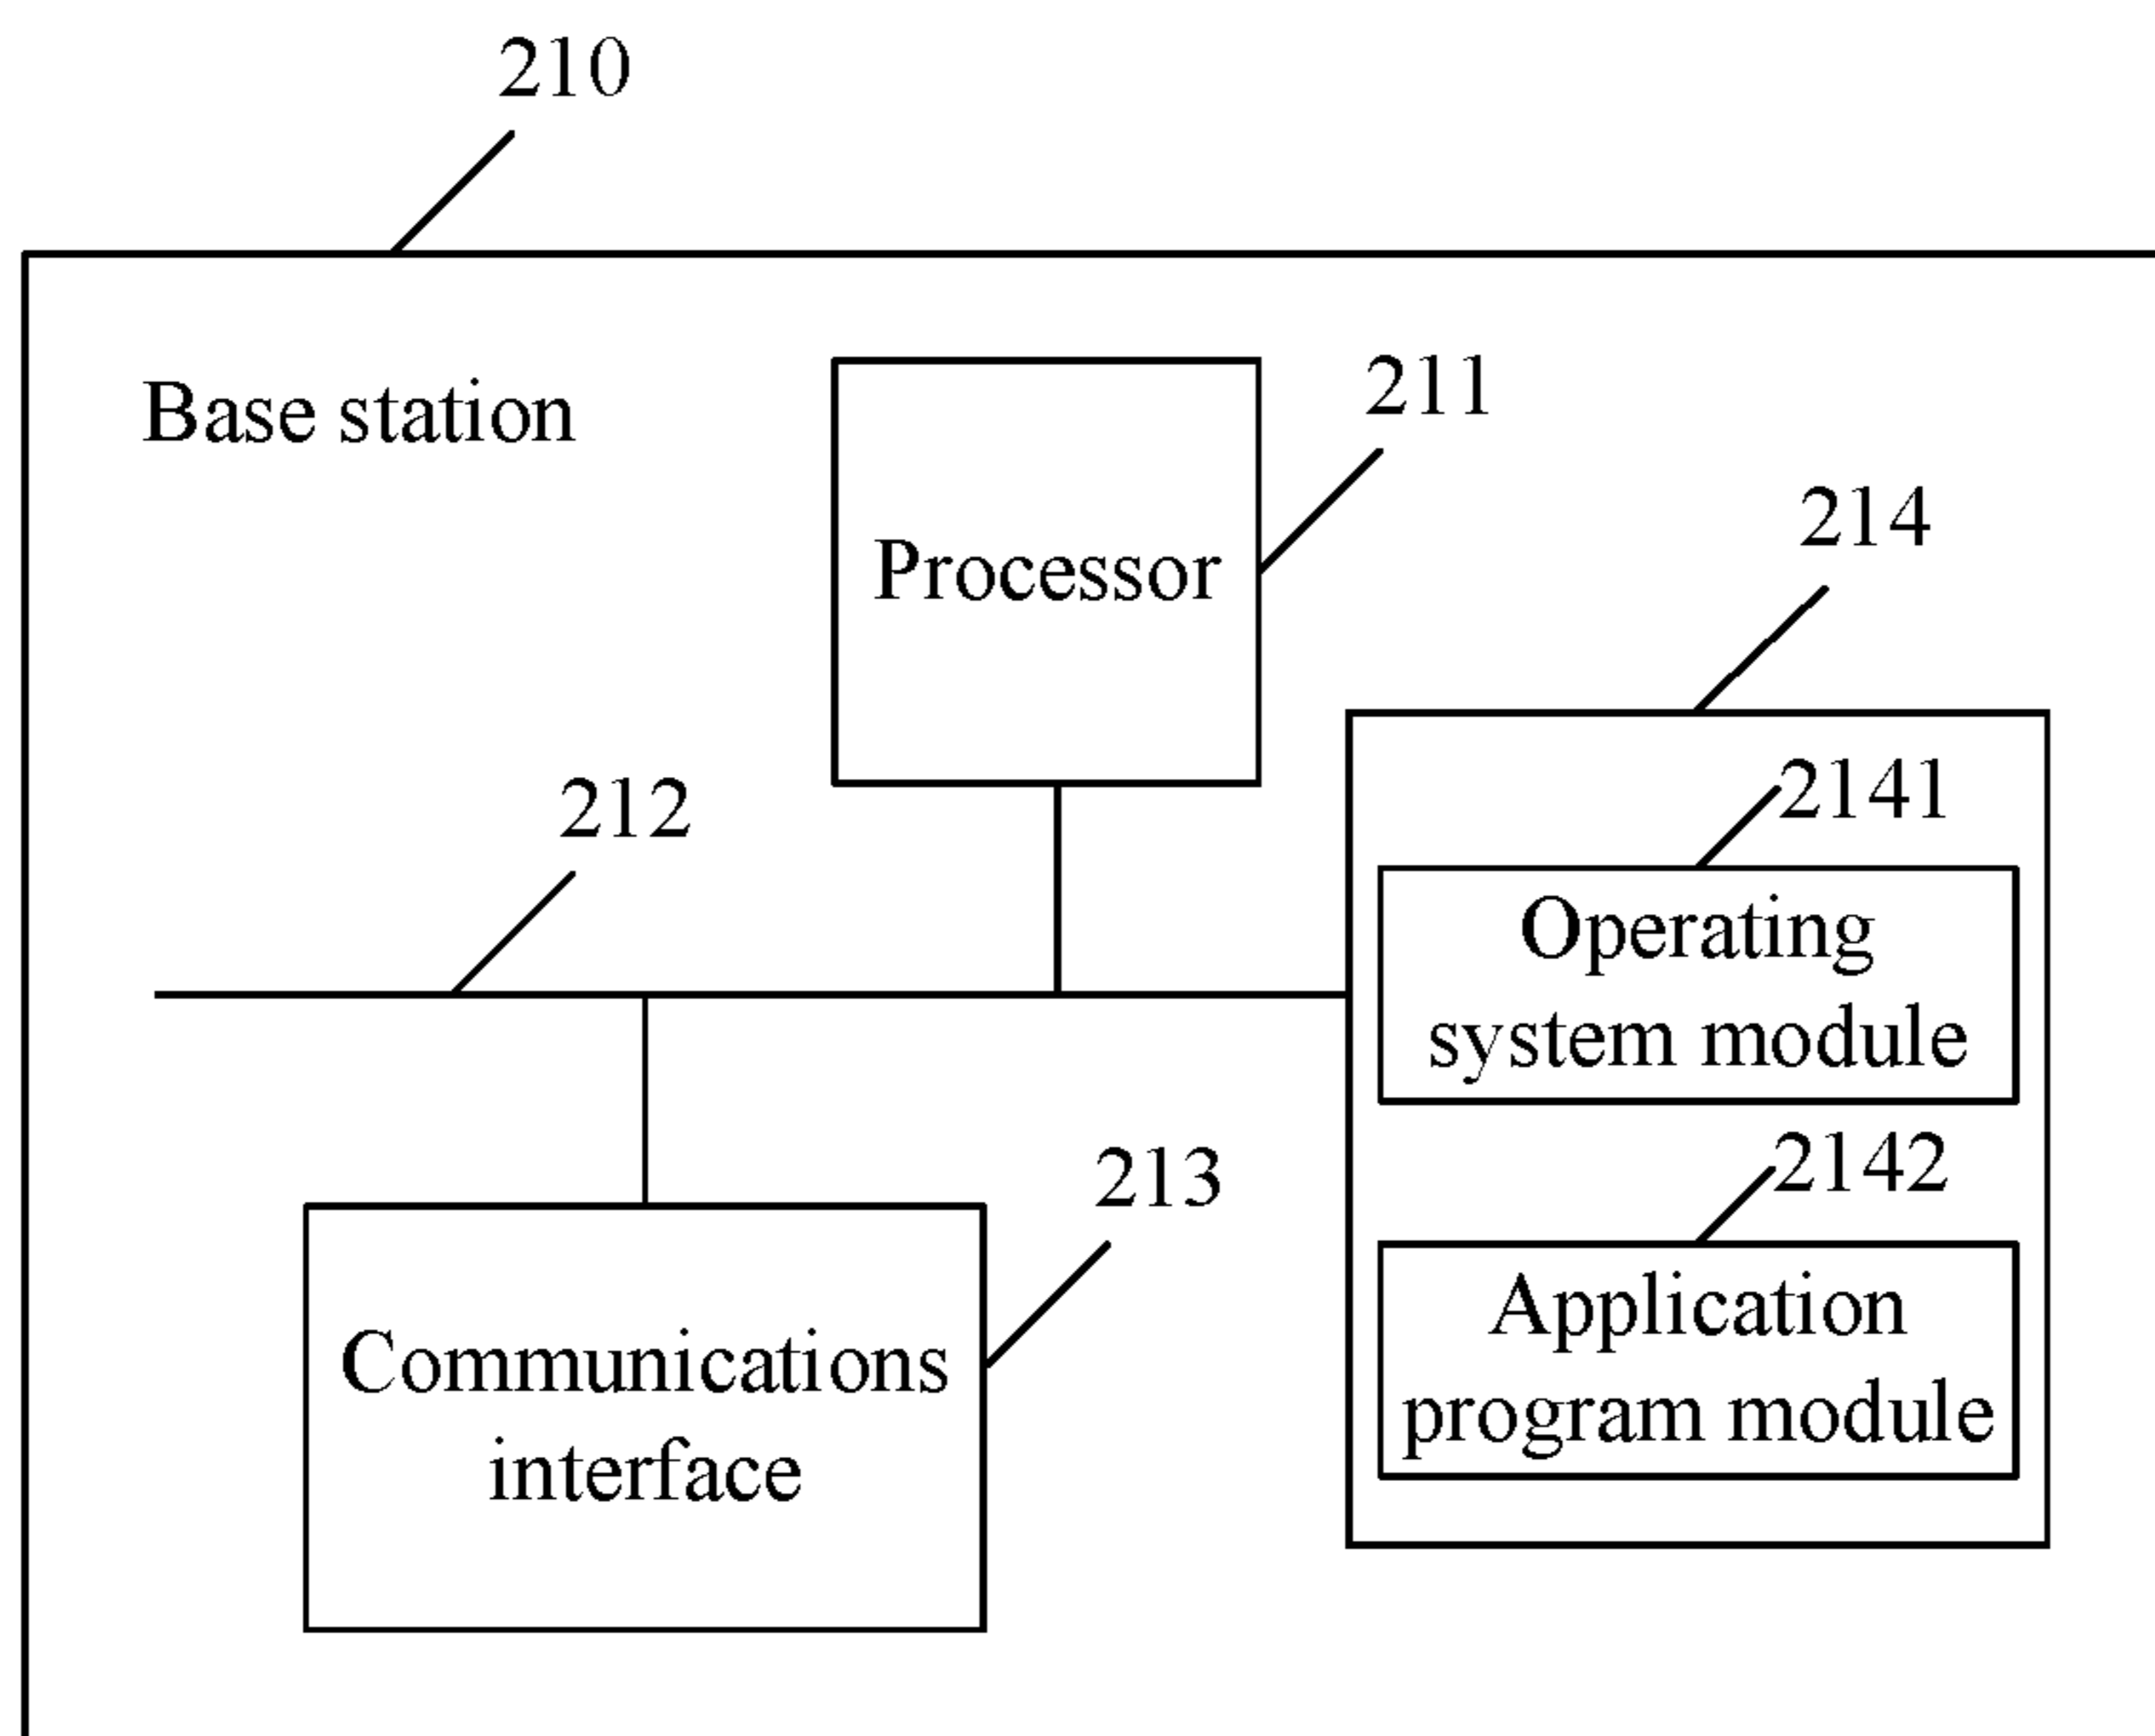 210
Base station
Processor
211
214
212
2141
Operating
system module
213
2142
Application
program module
Communications
interface